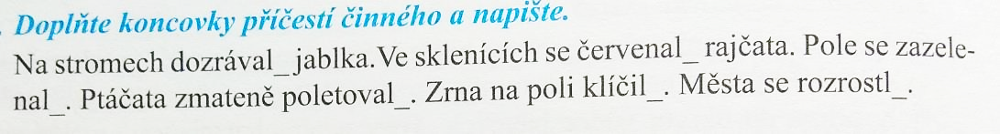 Doplňte koncovky příčestí činného a napište.
Na stromech dozrával_ jablka. Ve sklenících se červenal_ rajčata. Pole se zazele-
nal_. Ptáčata zmateně poletoval_. Zrna na poli klíčil_. Města se rozrostl_.